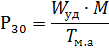 Р₃₀ = W_уд · M / T_м.а